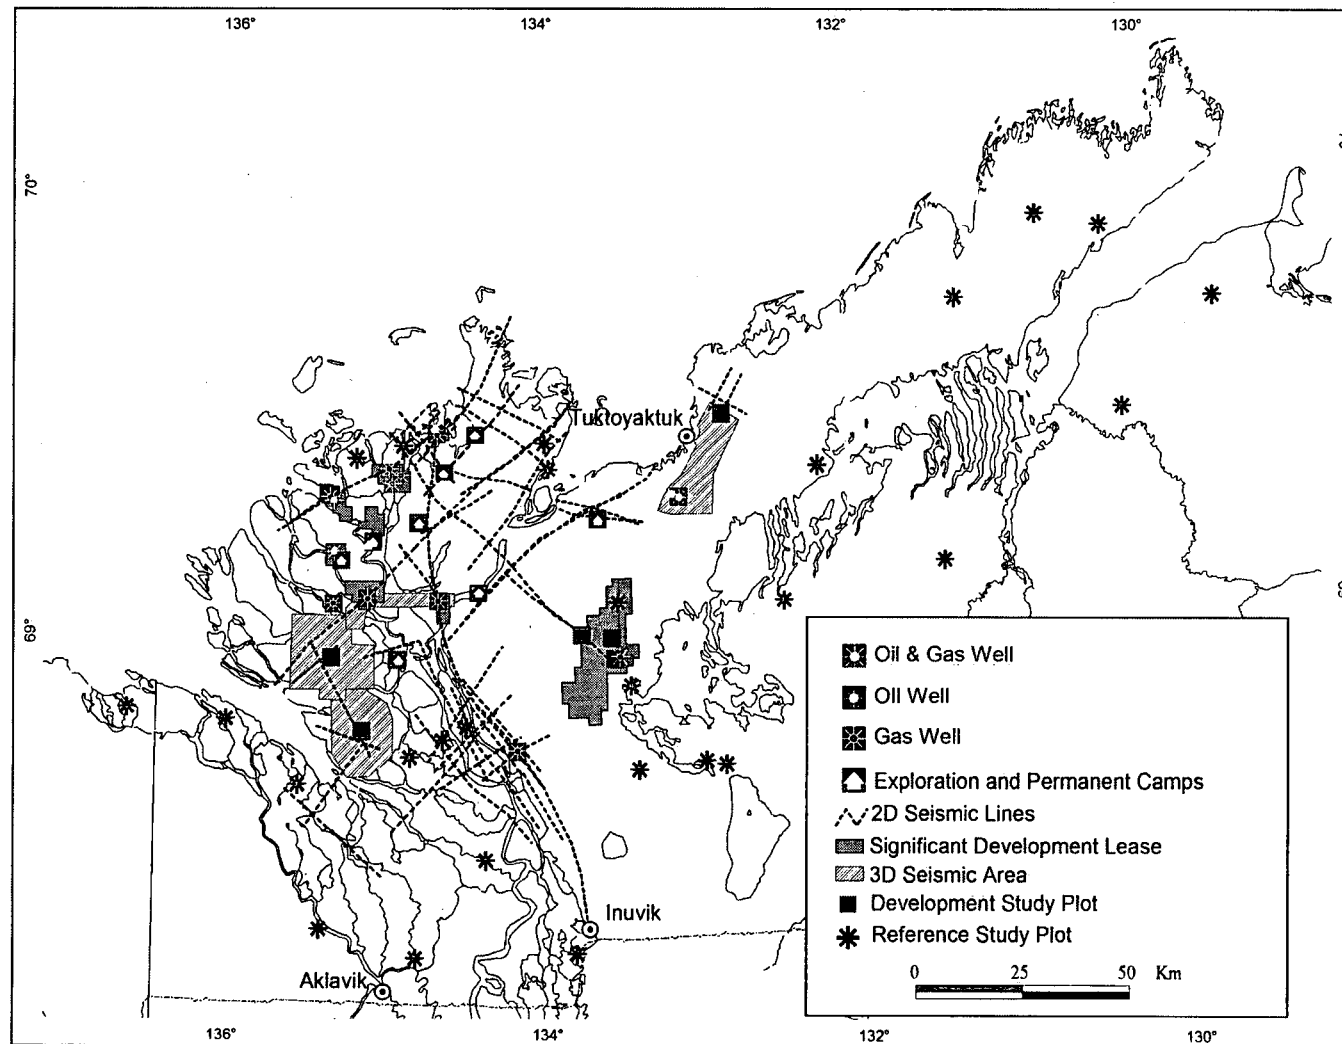 136° 134° 132° 130°
70°
Tuktoyaktuk
69°
Oil & Gas Well
Oil Well
Gas Well
Exploration and Permanent Camps
2D Seismic Lines
Significant Development Lease
3D Seismic Area
Development Study Plot
Reference Study Plot
0 25 50 Km
Inuvik
Aklavik
136° 134° 132° 130°